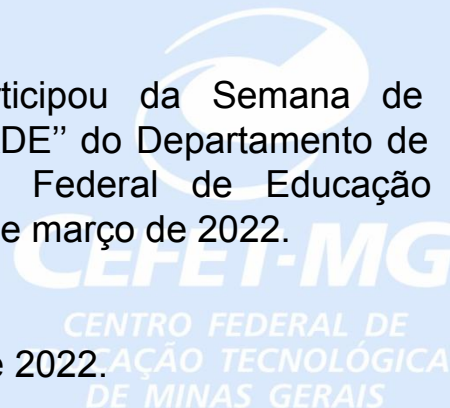 rticipou da Semana de
DE’’ do Departamento de
Federal de Educação
e março de 2022.
CEFET-MG
CENTRO FEDERAL DE
EDUCAÇÃO TECNOLÓGICA
e 2022.
DE MINAS GERAIS